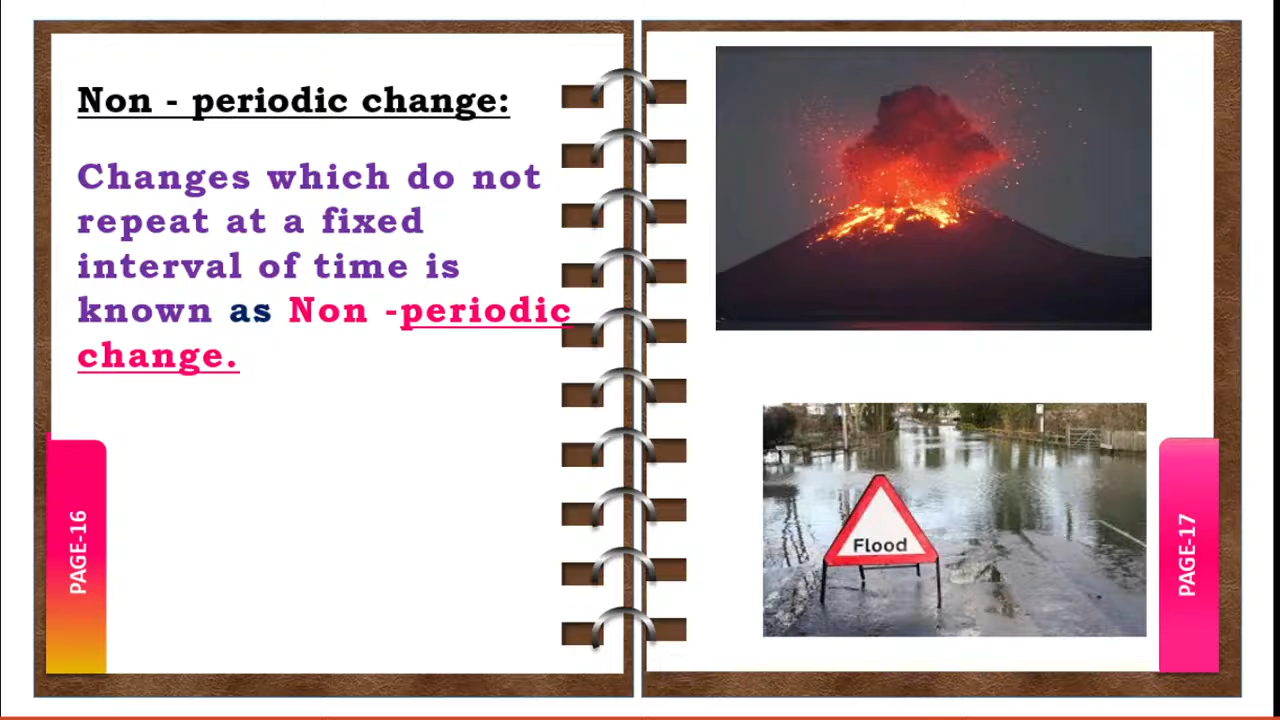 Non - periodic change:
Changes which do not
repeat at a fixed
interval of time is
known as Non -periodic
change.
PAGE-16
Flood
PAGE-17